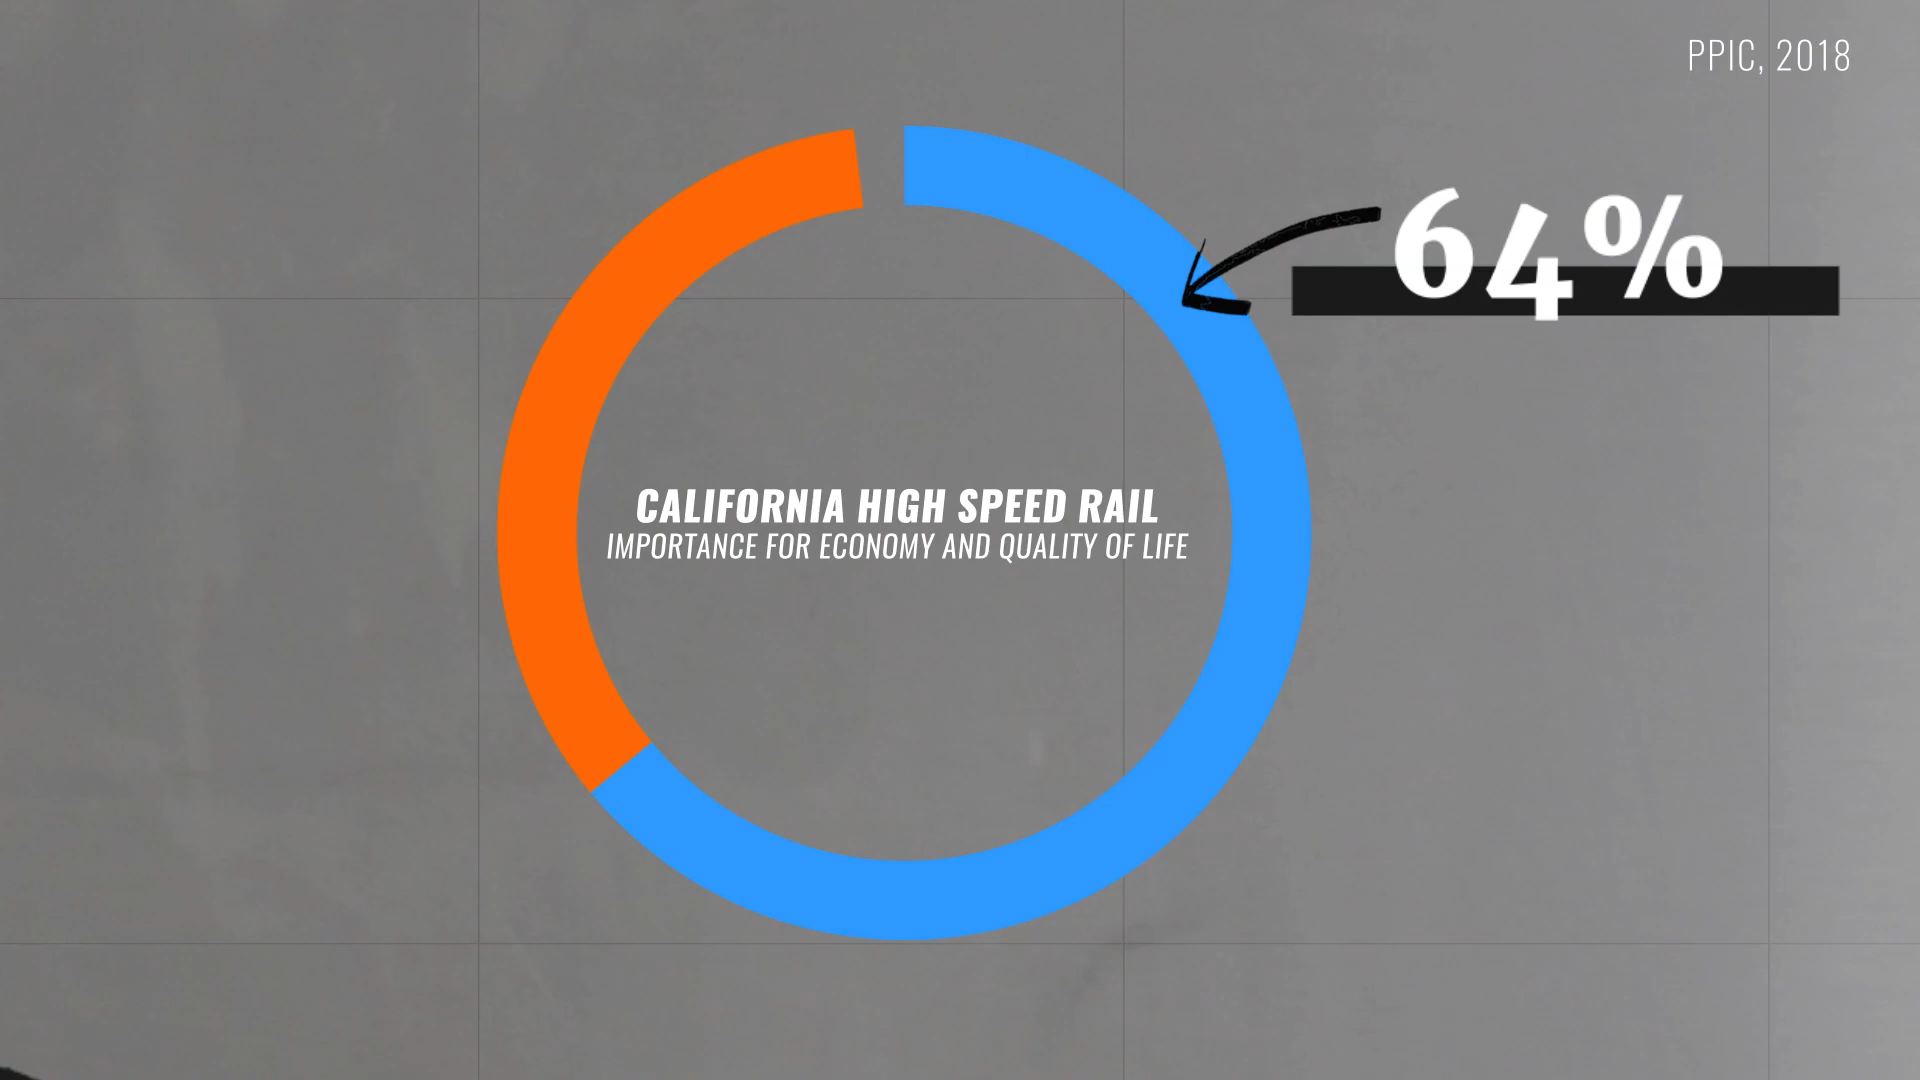 PPIC, 2018
64%
CALIFORNIA HIGH SPEED RAIL
IMPORTANCE FOR ECONOMY AND QUALITY OF LIFE